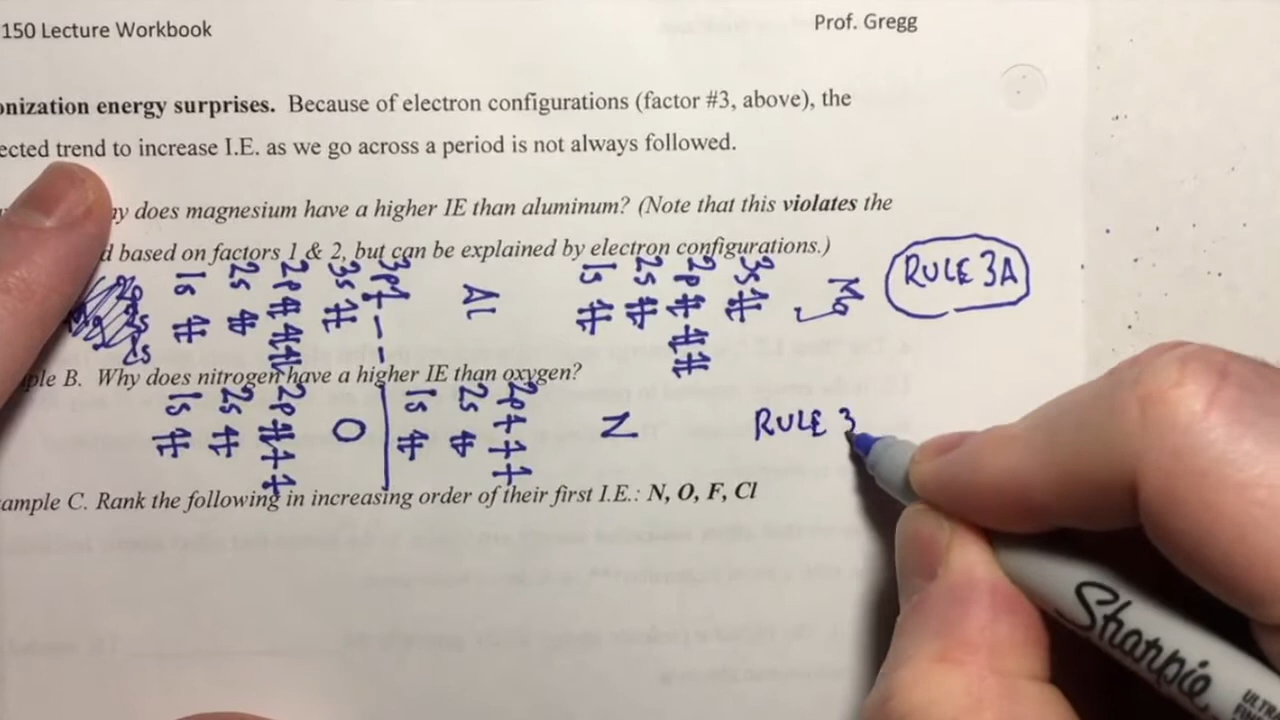 150 Lecture Workbook Prof. Gregg
onization energy surprises. Because of electron configurations (factor #3, above), the
ected trend to increase I.E. as we go across a period is not always followed.
y does magnesium have a higher IE than aluminum? (Note that this violates the
d based on factors 1 & 2, but can be explained by electron configurations.)
RULE 3A
1s 2s 2p 3s 3p Al 1s 2s 2p 3s Mg
ple B. Why does nitrogen have a higher IE than oxygen?
1s 2s 2p O 1s 2s 2p N RULE 3
ample C. Rank the following in increasing order of their first I.E.: N, O, F, Cl
Sharpie